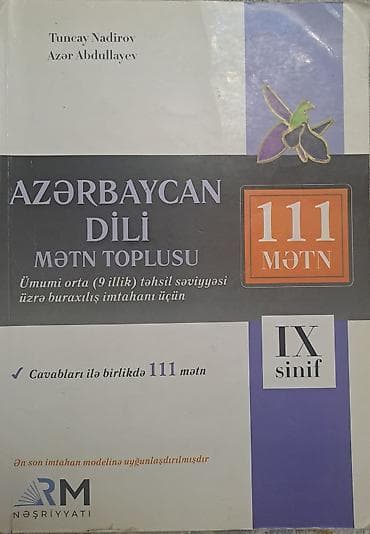 Tuncay Nadirov
Azər Abdullayev
AZƏRBAYCAN
DİLİ
MƏTN TOPLUSU
Ümumi orta (9 illik) təhsil səviyyəsi
üzrə buraxılış imtahanı üçün
111
MƏTN
IX
sinif
✓ Cavabları ilə birlikdə 111 mətn
Ən son imtahan modelinə uyğunlaşdırılmışdır
RM
NƏŞRİYYATI